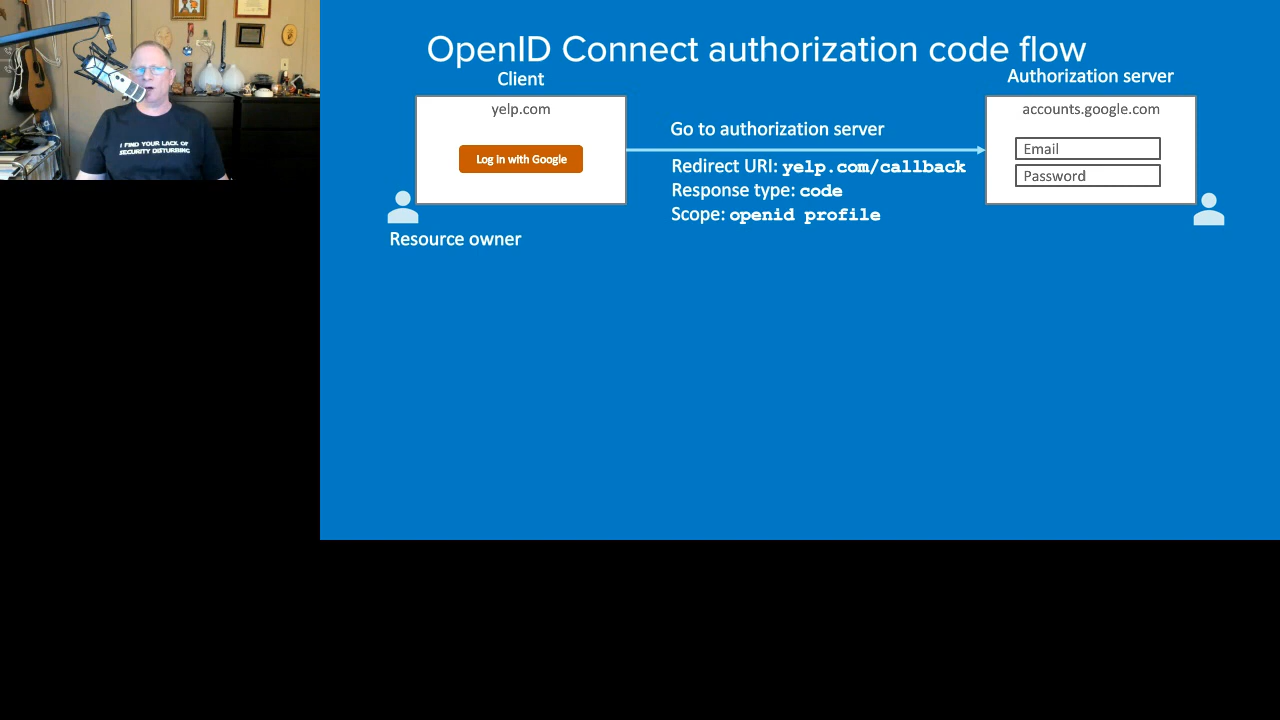 I FIND YOUR LACK OF
SECURITY DISTURBING
OpenID Connect authorization code flow
Client
Authorization server
yelp.com
Log in with Google
Go to authorization server
Redirect URI: yelp.com/callback
Response type: code
Scope: openid profile
accounts.google.com
Email
Password
Resource owner